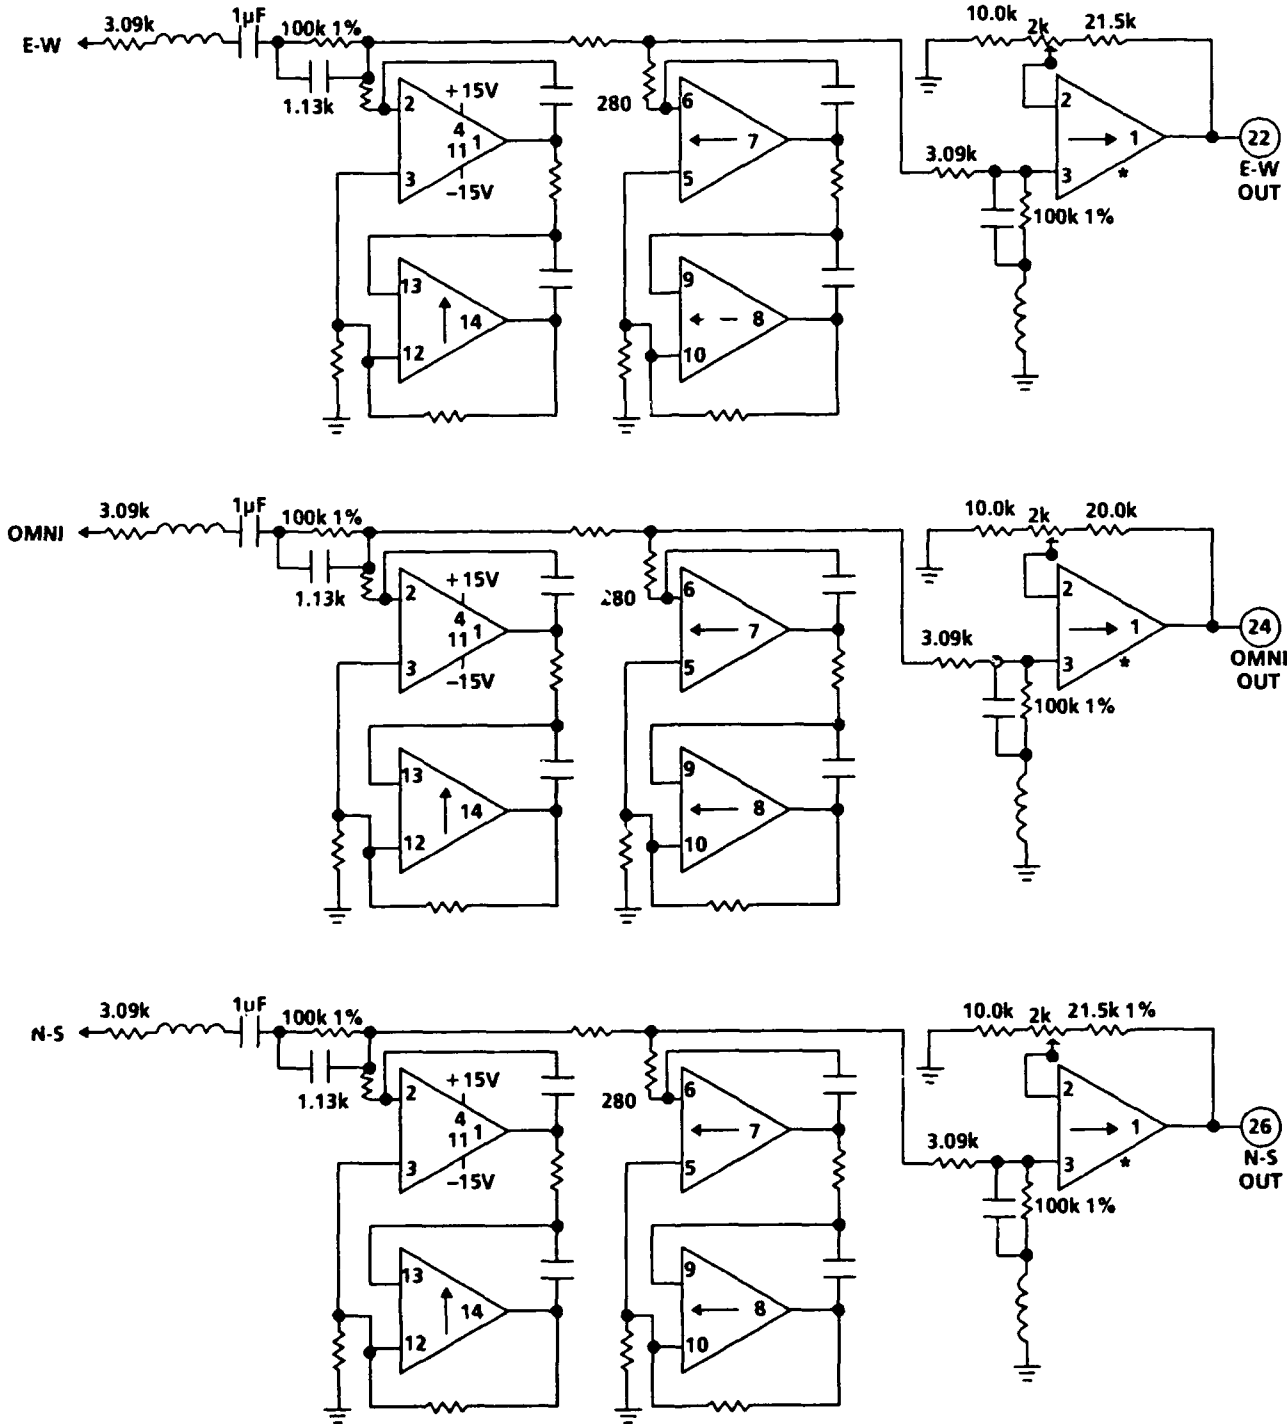 3.09k 1μF 100k 1% 10.0k 2k 21.5k
E-W
1.13k 280
2 +15V 4 11 1 6 7 2 1 22
3 -15V 5 3.09k 3 * E-W
OUT
100k 1%
13 14 9 8
12 10
3.09k 1μF 100k 1% 10.0k 2k 20.0k
OMNI
1.13k 280
2 +15V 4 11 1 6 7 2 1 24
3 -15V 5 3.09k 3 * OMNI
OUT
100k 1%
13 14 9 8
12 10
3.09k 1μF 100k 1% 10.0k 2k 21.5k 1%
N-S
1.13k 280
2 +15V 4 11 1 6 7 2 1 26
3 -15V 5 3.09k 3 * N-S
OUT
100k 1%
13 14 9 8
12 10